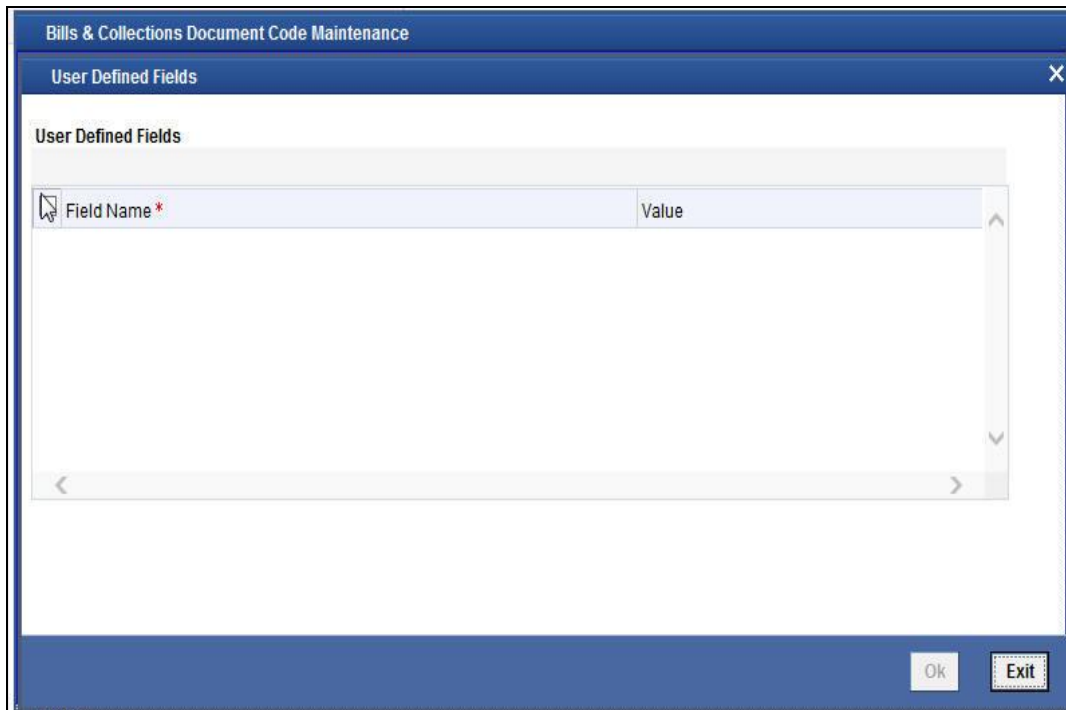 Bills & Collections Document Code Maintenance
User Defined Fields
User Defined Fields
Field Name * Value
Ok Exit